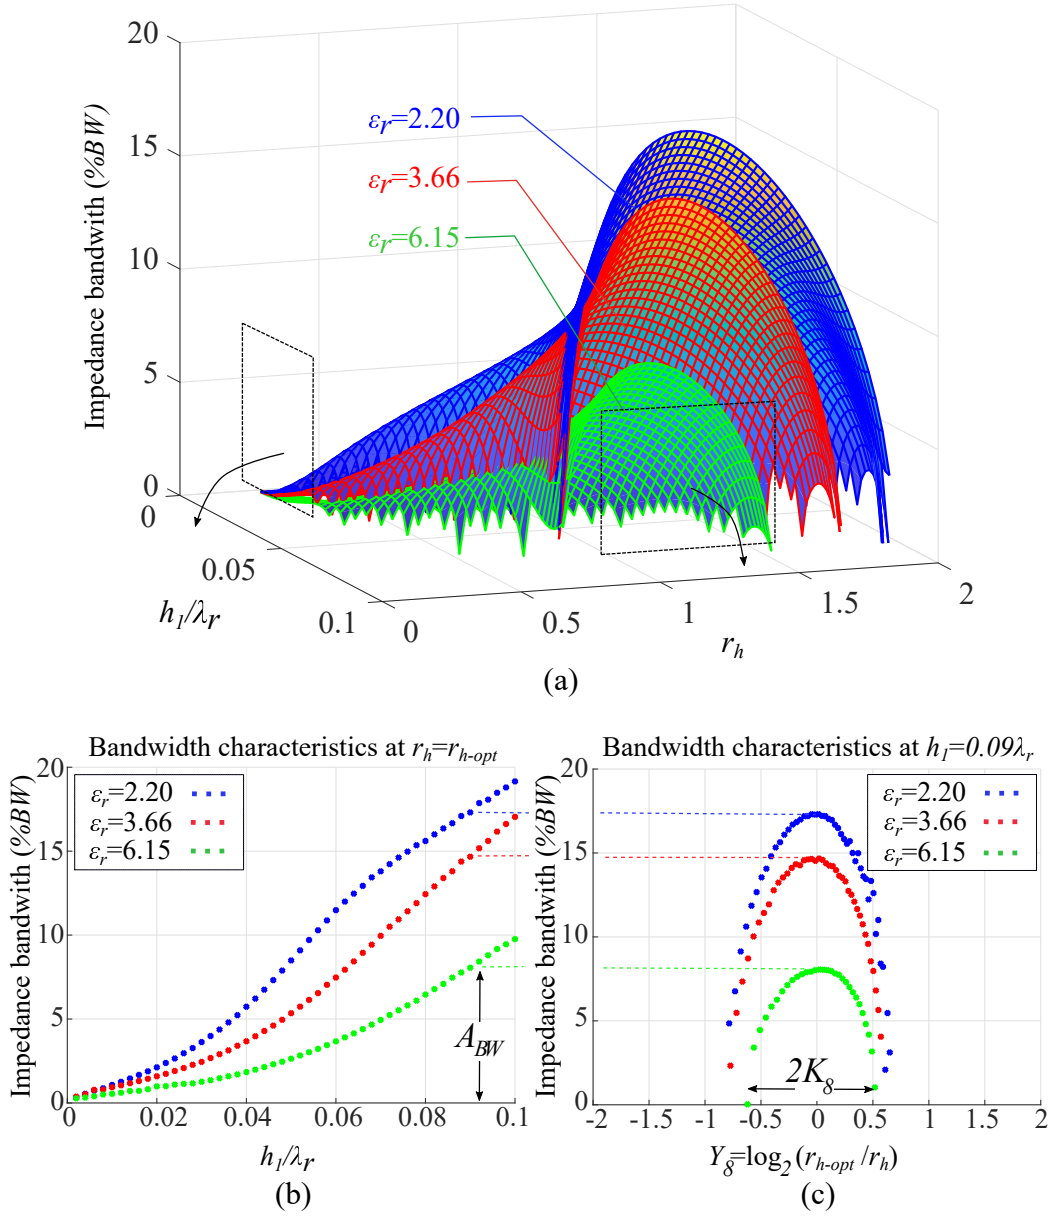 20
15
10
5
0
Impedance bandwith (%BW)
εr=2.20
εr=3.66
εr=6.15
0
0.05
0.1
h1/λr
0
0.5
1
1.5
2
rh
(a)
Bandwidth characteristics at rh=rh-opt
20
15
10
5
0
Impedance bandwith (%BW)
εr=2.20
εr=3.66
εr=6.15
ABW
0
0.02
0.04
0.06
0.08
0.1
h1/λr
(b)
Bandwidth characteristics at h1=0.09λr
20
15
10
5
0
Impedance bandwith (%BW)
εr=2.20
εr=3.66
εr=6.15
2K8
-2
-1.5
-1
-0.5
0
0.5
1
1.5
2
Y8=log2 (rh-opt /rh)
(c)